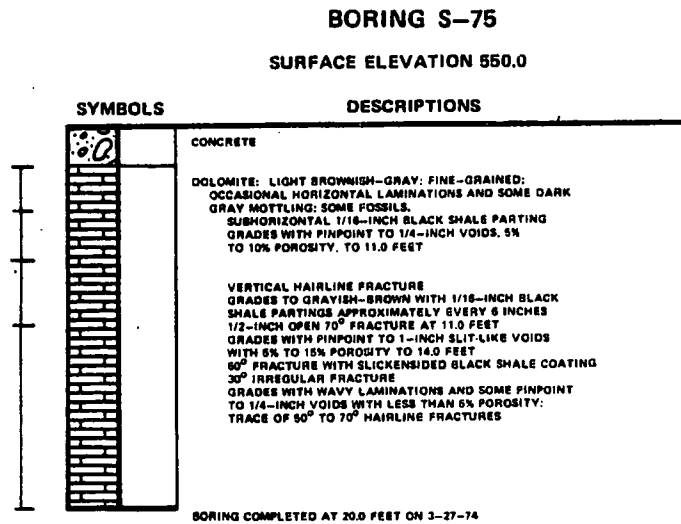 BORING S-75
SURFACE ELEVATION 550.0
SYMBOLS DESCRIPTIONS
CONCRETE
DOLOMITE: LIGHT BROWNISH-GRAY; FINE-GRAINED;
OCCASIONAL HORIZONTAL LAMINATIONS AND SOME DARK
GRAY MOTTLING; SOME FOSSILS.
SUBHORIZONTAL 1/16-INCH BLACK SHALE PARTING
GRADES WITH PINPOINT TO 1/4-INCH VOIDS, 5%
TO 10% POROSITY, TO 11.0 FEET
VERTICAL HAIRLINE FRACTURE
GRADES TO GRAYISH-BROWN WITH 1/16-INCH BLACK
SHALE PARTINGS APPROXIMATELY EVERY 6 INCHES
1/2-INCH OPEN 70° FRACTURE AT 11.0 FEET
GRADES WITH PINPOINT TO 1-INCH SLIT-LIKE VOIDS
WITH 5% TO 15% POROSITY TO 14.0 FEET
60° FRACTURE WITH SLICKENSIDED BLACK SHALE COATING
30° IRREGULAR FRACTURE
GRADES WITH WAVY LAMINATIONS AND SOME PINPOINT
TO 1/4-INCH VOIDS WITH LESS THAN 5% POROSITY;
TRACE OF 50° TO 70° HAIRLINE FRACTURES
BORING COMPLETED AT 20.0 FEET ON 3-27-74